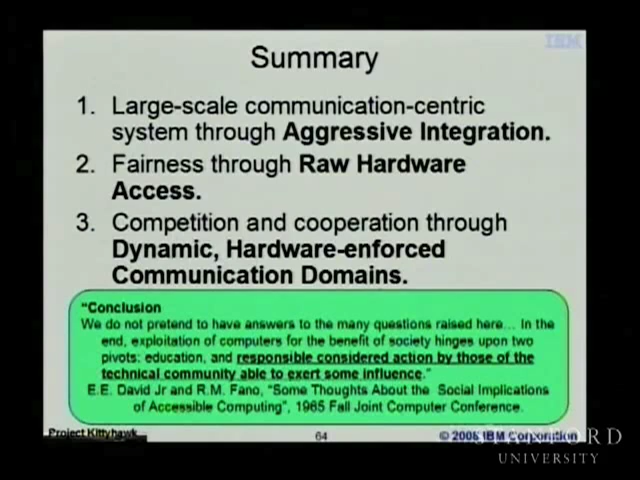 IBM
Summary
1. Large-scale communication-centric
system through Aggressive Integration.
2. Fairness through Raw Hardware
Access.
3. Competition and cooperation through
Dynamic, Hardware-enforced
Communication Domains.
"Conclusion
We do not pretend to have answers to the many questions raised here... In the
end, exploitation of computers for the benefit of society hinges upon two
pivots: education, and responsible considered action by those of the
technical community able to exert some influence."
E.E. David Jr and R.M. Fano, "Some Thoughts About the Social Implications
of Accessible Computing", 1965 Fall Joint Computer Conference.
Project Kittyhawk
64
© 2008 IBM Corporation
STANFORD
UNIVERSITY